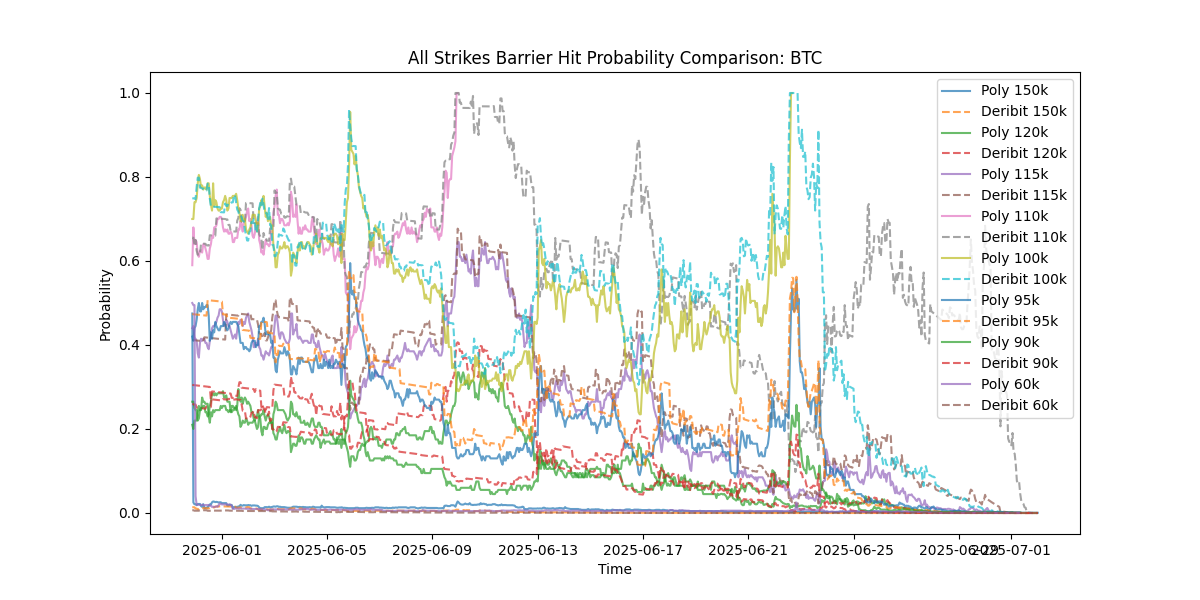 All Strikes Barrier Hit Probability Comparison: BTC
Probability
1.0
0.8
0.6
0.4
0.2
0.0
Poly 150k
Deribit 150k
Poly 120k
Deribit 120k
Poly 115k
Deribit 115k
Poly 110k
Deribit 110k
Poly 100k
Deribit 100k
Poly 95k
Deribit 95k
Poly 90k
Deribit 90k
Poly 60k
Deribit 60k
2025-06-01 2025-06-05 2025-06-09 2025-06-13 2025-06-17 2025-06-21 2025-06-25 2025-06-29 2025-07-01
Time